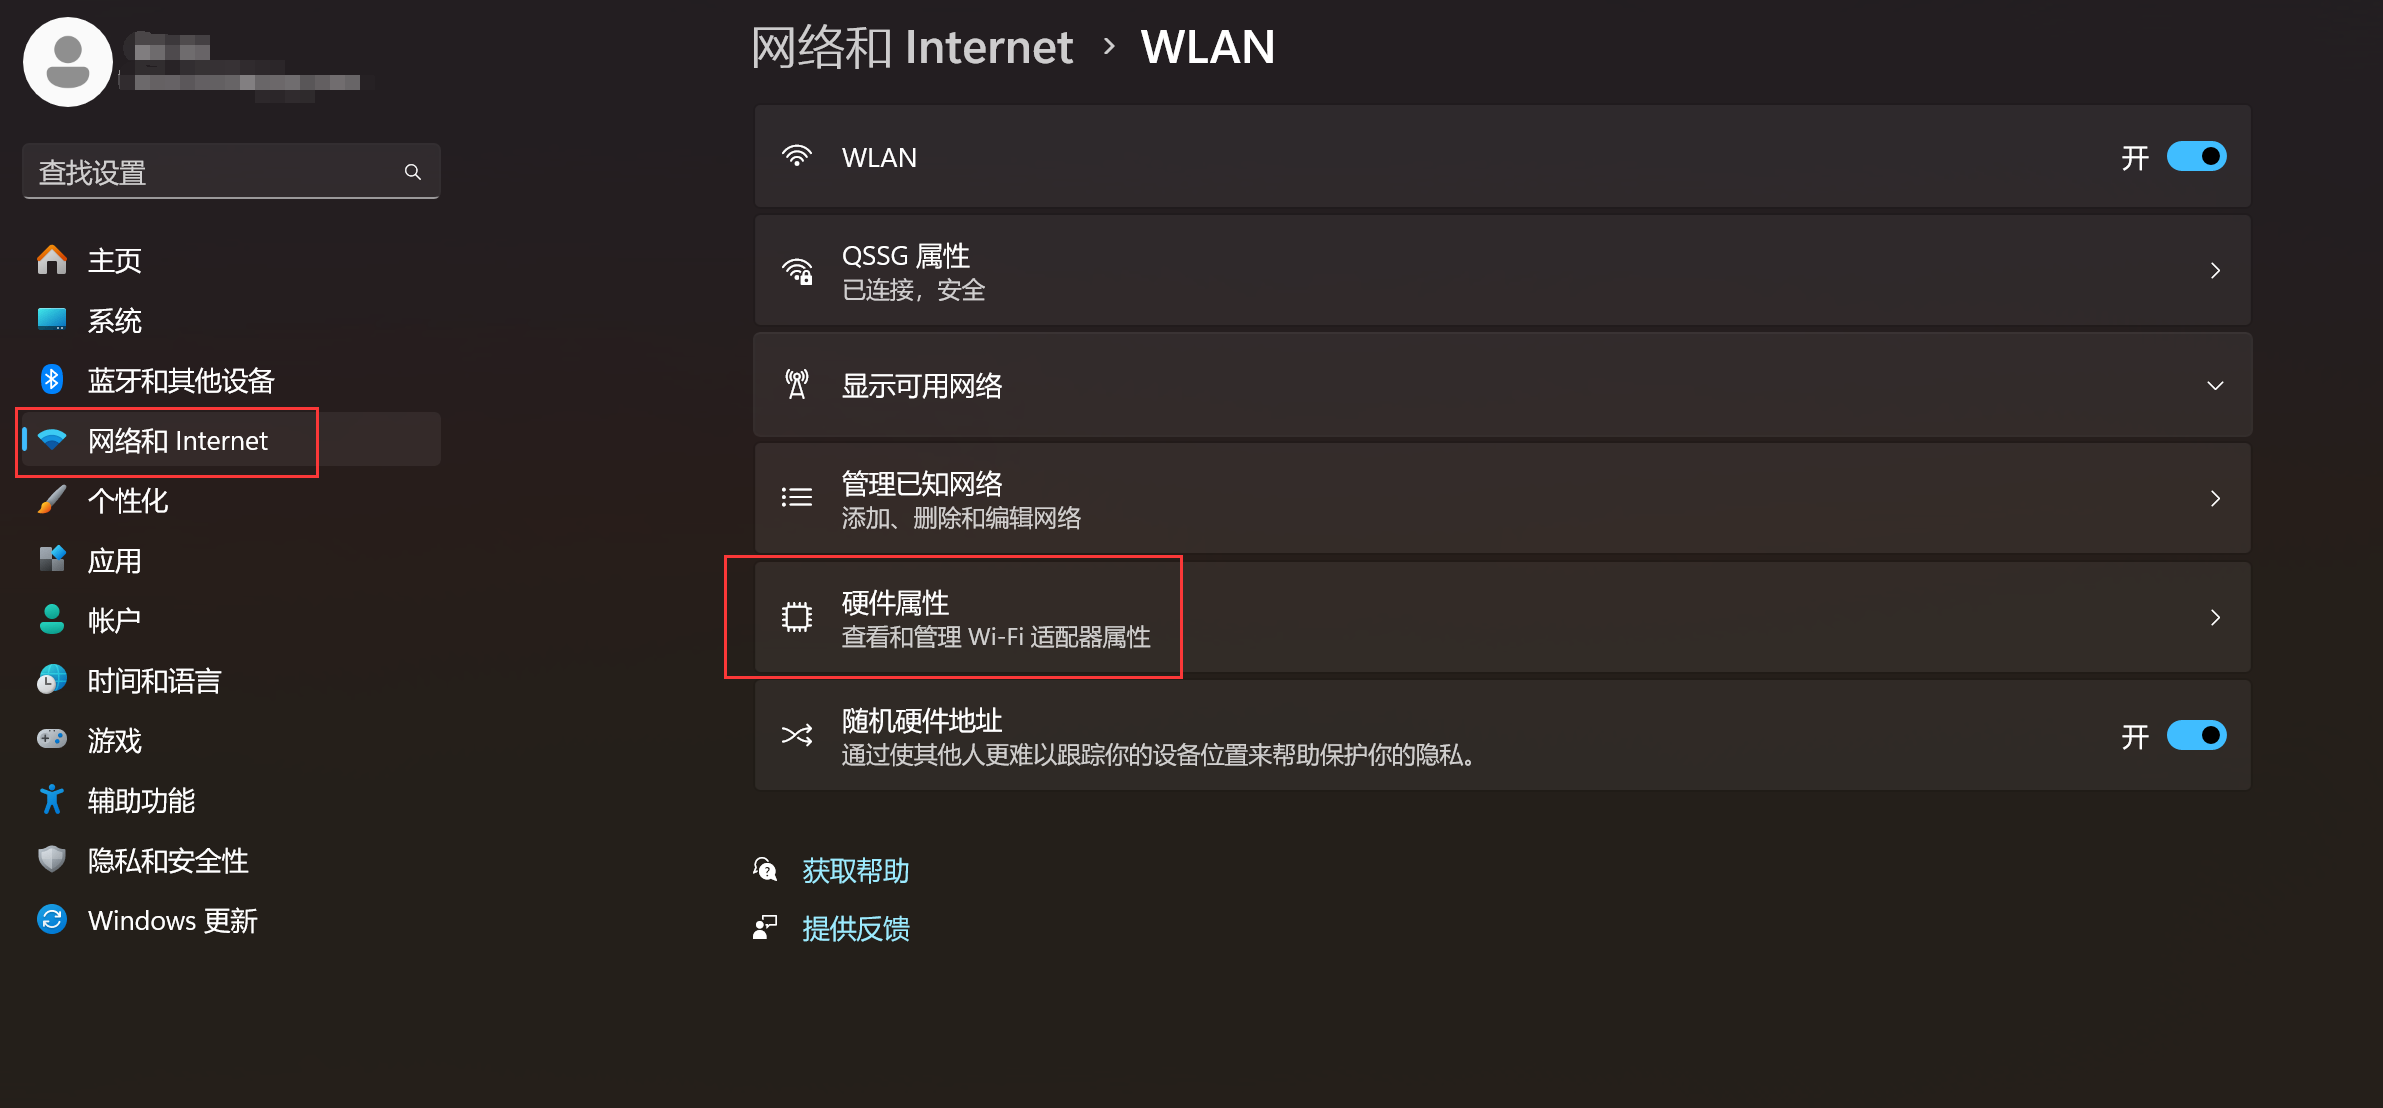 查找设置
主页
系统
蓝牙和其他设备
网络和 Internet
个性化
应用
帐户
时间和语言
游戏
辅助功能
隐私和安全性
Windows 更新
网络和 Internet › WLAN
WLAN
开
QSSG 属性
已连接，安全
显示可用网络
管理已知网络
添加、删除和编辑网络
硬件属性
查看和管理 Wi-Fi 适配器属性
随机硬件地址
通过使其他人更难以跟踪你的设备位置来帮助保护你的隐私。
开
获取帮助
提供反馈